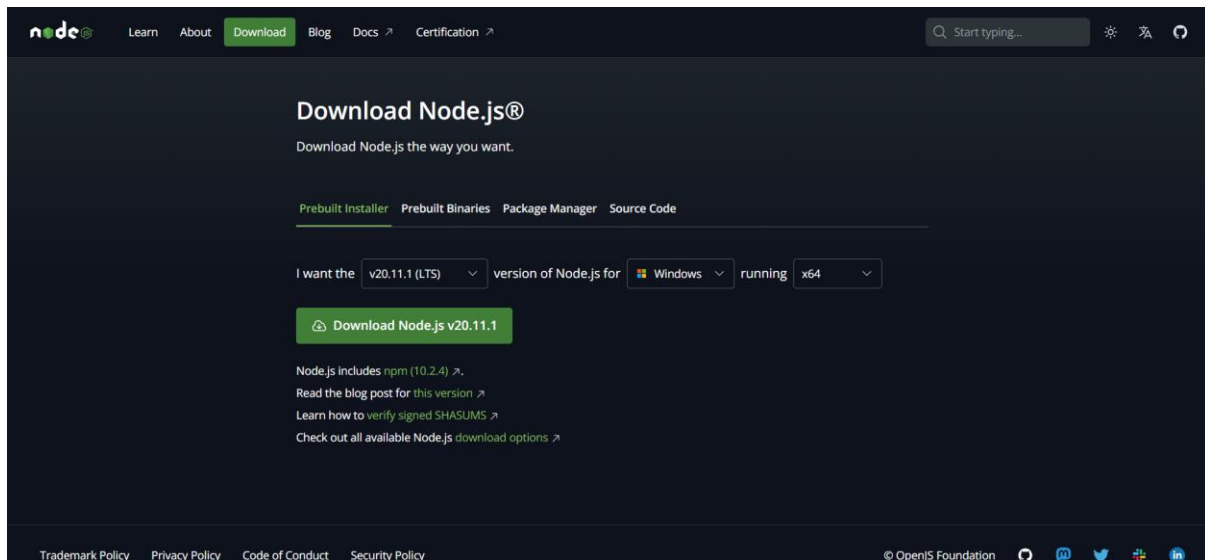 node Learn About Download Blog Docs ↗ Certification ↗ Start typing...
Download Node.js®
Download Node.js the way you want.
Prebuilt Installer Prebuilt Binaries Package Manager Source Code
I want the v20.11.1 (LTS) version of Node.js for Windows running x64
Download Node.js v20.11.1
Node.js includes npm (10.2.4) ↗.
Read the blog post for this version ↗
Learn how to verify signed SHASUMS ↗
Check out all available Node.js download options ↗
Trademark Policy Privacy Policy Code of Conduct Security Policy © OpenJS Foundation in